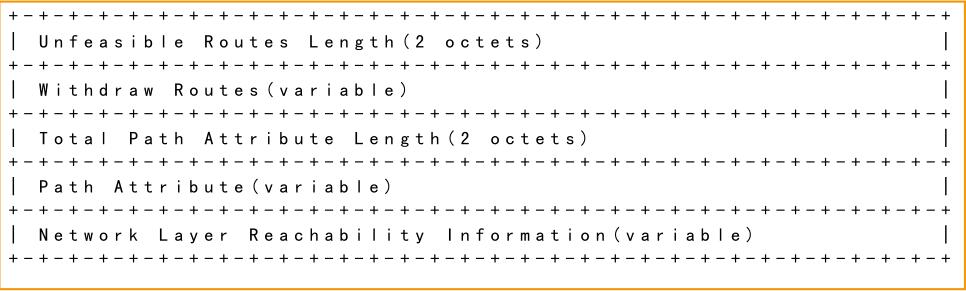 +-+-+-+-+-+-+-+-+-+-+-+-+-+-+-+-+-+-+-+-+-+-+-+-+-+-+-+-+-+-+-+
| Unfeasible Routes Length(2 octets) |
+-+-+-+-+-+-+-+-+-+-+-+-+-+-+-+-+-+-+-+-+-+-+-+-+-+-+-+-+-+-+-+
| Withdraw Routes(variable) |
+-+-+-+-+-+-+-+-+-+-+-+-+-+-+-+-+-+-+-+-+-+-+-+-+-+-+-+-+-+-+-+
| Total Path Attribute Length(2 octets) |
+-+-+-+-+-+-+-+-+-+-+-+-+-+-+-+-+-+-+-+-+-+-+-+-+-+-+-+-+-+-+-+
| Path Attribute(variable) |
+-+-+-+-+-+-+-+-+-+-+-+-+-+-+-+-+-+-+-+-+-+-+-+-+-+-+-+-+-+-+-+
| Network Layer Reachability Information(variable) |
+-+-+-+-+-+-+-+-+-+-+-+-+-+-+-+-+-+-+-+-+-+-+-+-+-+-+-+-+-+-+-+